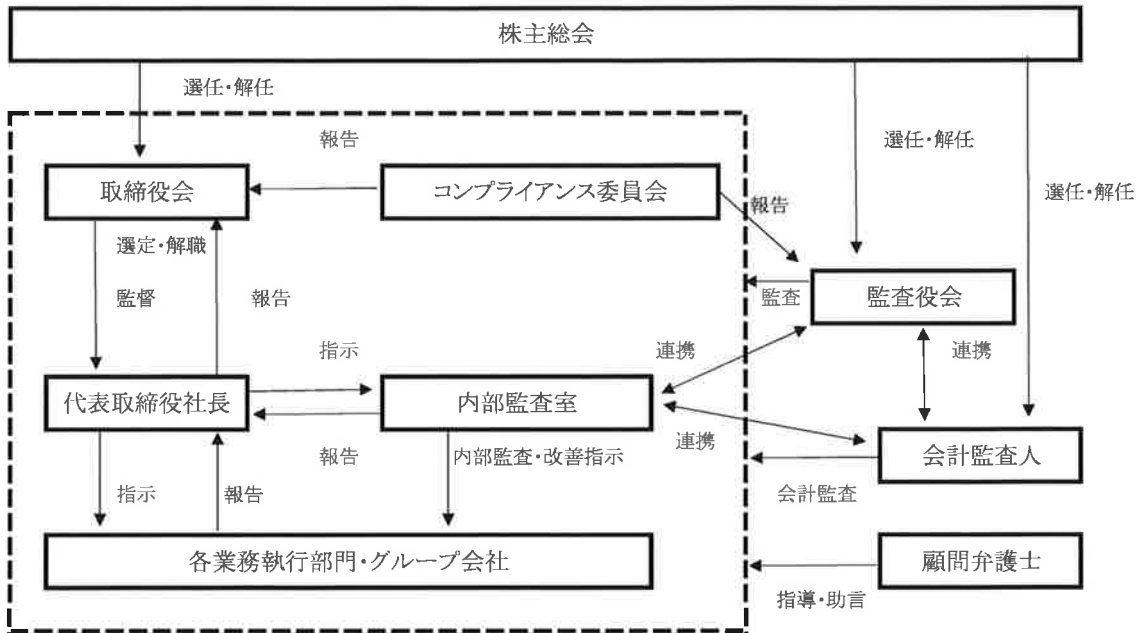 株主総会
選任・解任
報告
選任・解任
選任・解任
取締役会
コンプライアンス委員会
報告
選定・解職
監督
報告
監査
監査役会
指示
連携
連携
代表取締役社長
内部監査室
報告
内部監査・改善指示
連携
会計監査人
指示
報告
会計監査
各業務執行部門・グループ会社
顧問弁護士
指導・助言